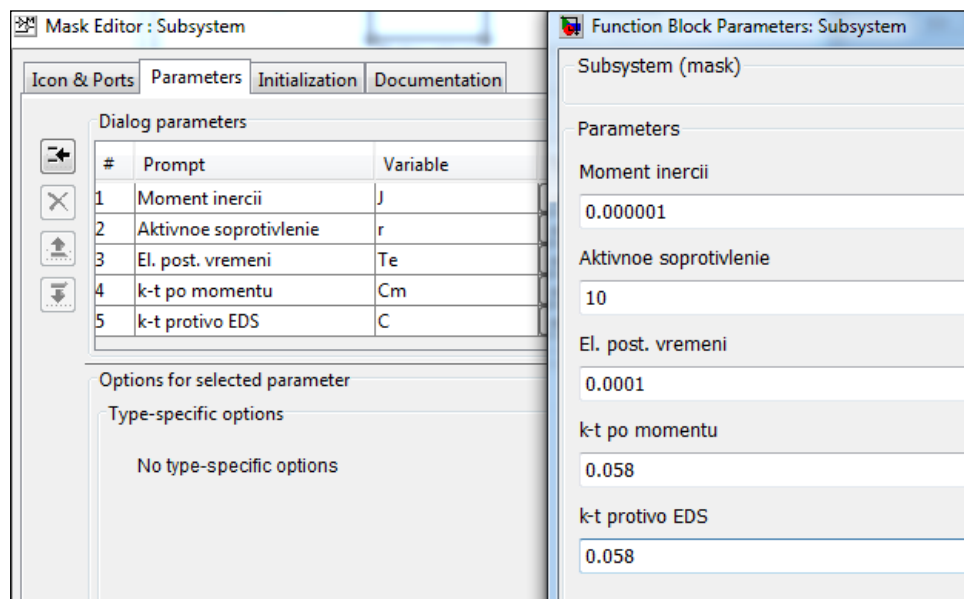 Mask Editor : Subsystem
Icon & Ports Parameters Initialization Documentation
Dialog parameters
# Prompt Variable
1 Moment inercii J
2 Aktivnoe soprotivlenie r
3 El. post. vremeni Te
4 k-t po momentu Cm
5 k-t protivo EDS C
Options for selected parameter
Type-specific options
No type-specific options
Function Block Parameters: Subsystem
Subsystem (mask)
Parameters
Moment inercii
0.000001
Aktivnoe soprotivlenie
10
El. post. vremeni
0.0001
k-t po momentu
0.058
k-t protivo EDS
0.058